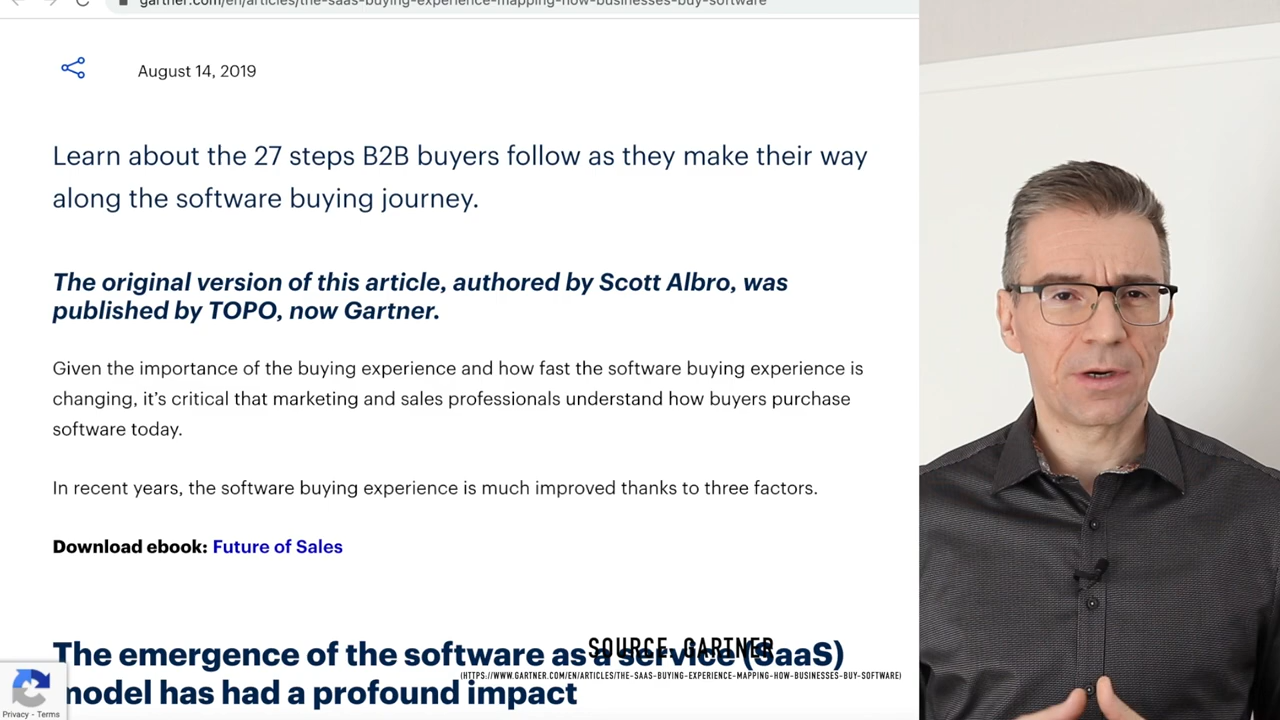 gartner.com/en/articles/the-saas-buying-experience-mapping-how-businesses-buy-software
August 14, 2019
Learn about the 27 steps B2B buyers follow as they make their way
along the software buying journey.
The original version of this article, authored by Scott Albro, was
published by TOPO, now Gartner.
Given the importance of the buying experience and how fast the software buying experience is
changing, it’s critical that marketing and sales professionals understand how buyers purchase
software today.
In recent years, the software buying experience is much improved thanks to three factors.
Download ebook: Future of Sales
The emergence of the software as a service (SaaS)
model has had a profound impact
SOURCE: GARTNER
(HTTPS://WWW.GARTNER.COM/EN/ARTICLES/THE-SAAS-BUYING-EXPERIENCE-MAPPING-HOW-BUSINESSES-BUY-SOFTWARE)
Privacy - Terms